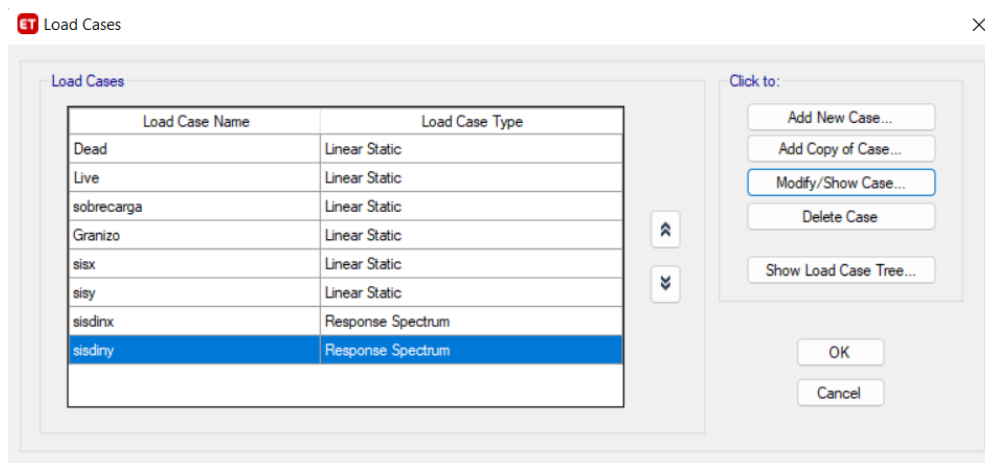 ET Load Cases
Load Cases
Load Case Name Load Case Type
Dead Linear Static
Live Linear Static
sobrecarga Linear Static
Granizo Linear Static
sisx Linear Static
sisy Linear Static
sisdinx Response Spectrum
sisdiny Response Spectrum
Click to:
Add New Case...
Add Copy of Case...
Modify/Show Case...
Delete Case
Show Load Case Tree...
OK
Cancel